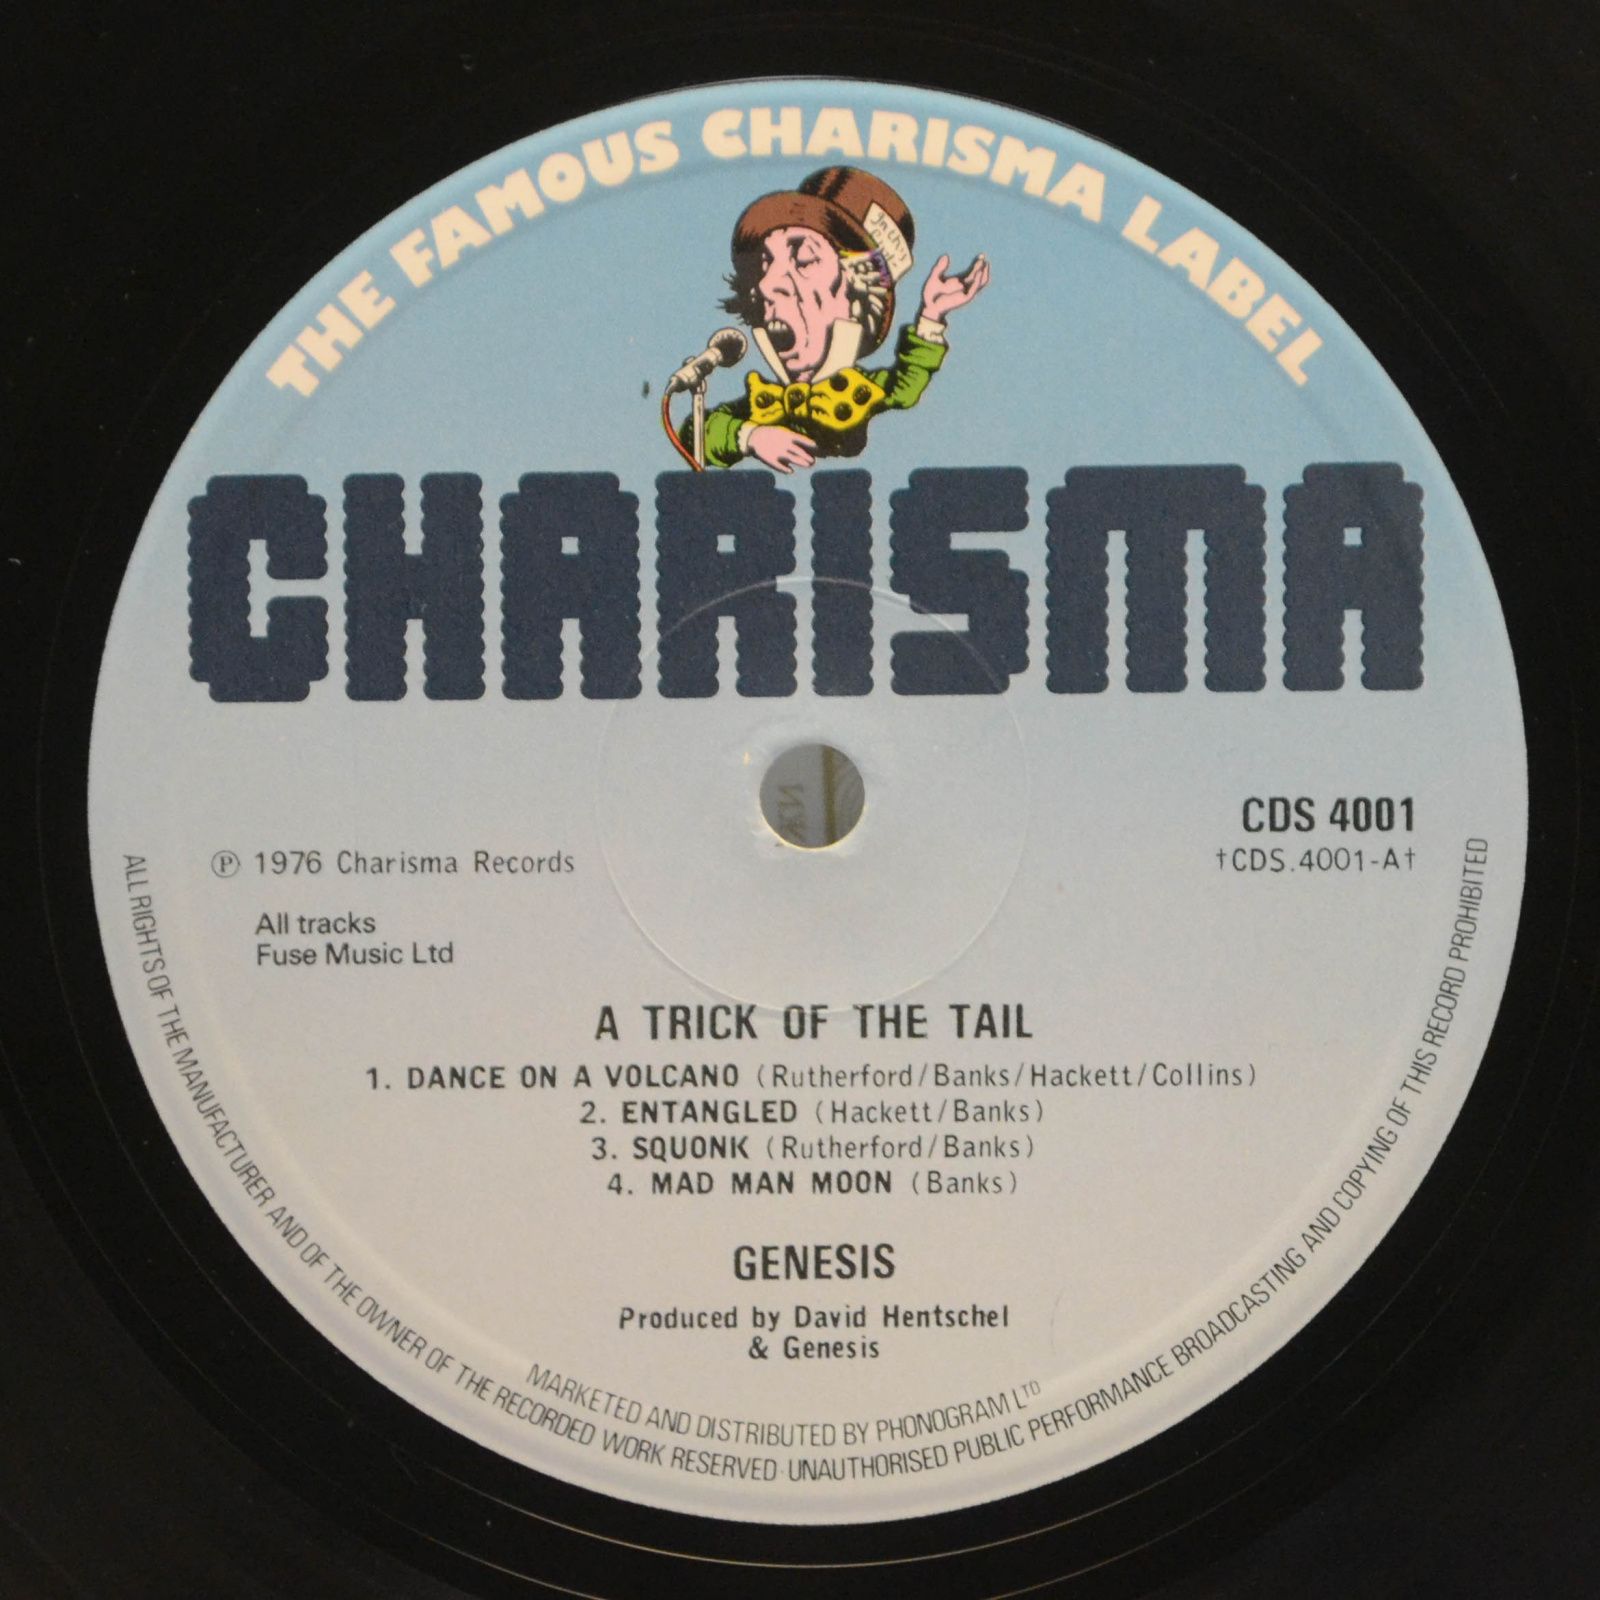 THE FAMOUS CHARISMA LABEL
CHARISMA
CDS 4001
Ⓟ 1976 Charisma Records
†CDS.4001-A†
All tracks
Fuse Music Ltd
A TRICK OF THE TAIL
1. DANCE ON A VOLCANO (Rutherford/Banks/Hackett/Collins)
2. ENTANGLED (Hackett/Banks)
3. SQUONK (Rutherford/Banks)
4. MAD MAN MOON (Banks)
GENESIS
Produced by David Hentschel
& Genesis
MARKETED AND DISTRIBUTED BY PHONOGRAM LTD
ALL RIGHTS OF THE MANUFACTURER AND OF THE OWNER OF THE RECORDED WORK RESERVED · UNAUTHORISED PUBLIC PERFORMANCE BROADCASTING AND COPYING OF THIS RECORD PROHIBITED